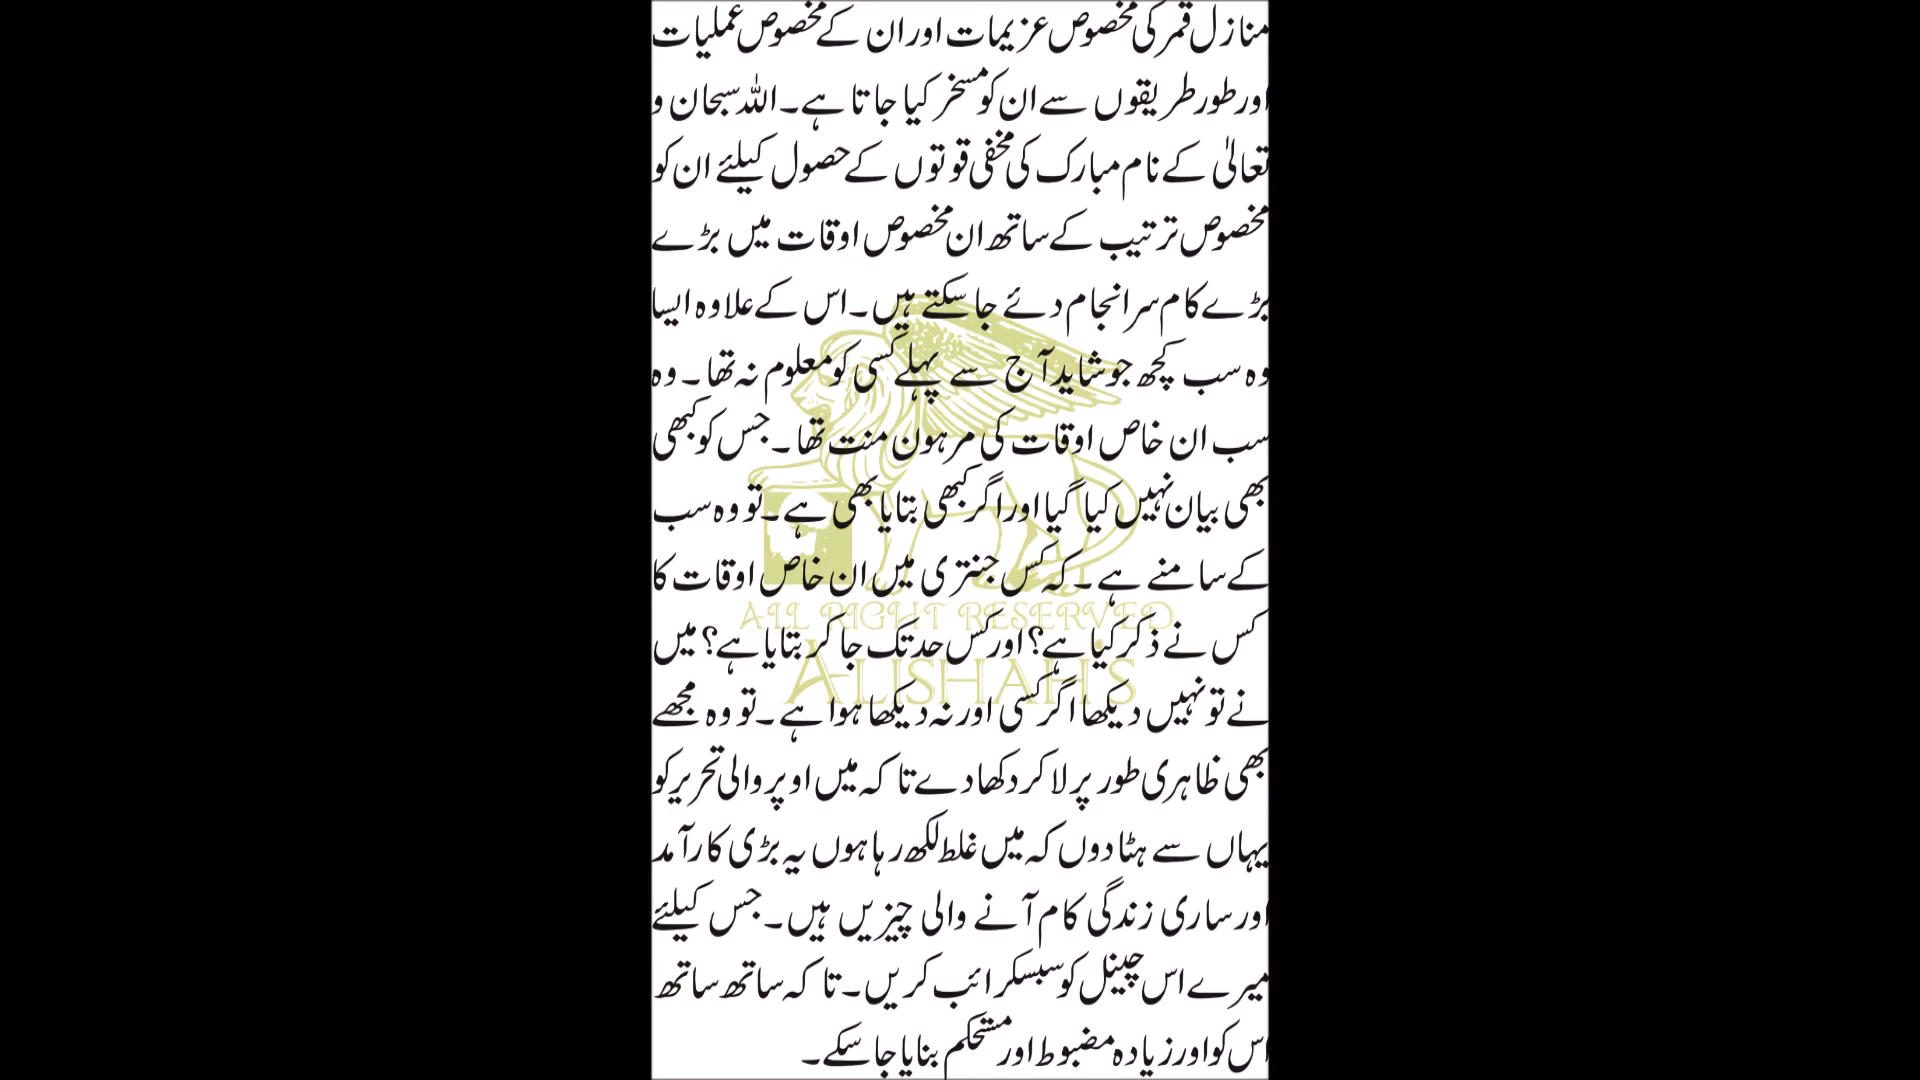 منازل قمر کی مخصوص عزیمات اور ان کے مخصوص عملیات
اور طور طریقوں سے ان کو مسخر کیا جاتا ہے۔ اللہ سبحان و
تعالیٰ کے نام مبارک کی مخفی قوتوں کے حصول کیلئے ان کو
مخصوص ترتیب کے ساتھ ان مخصوص اوقات میں بڑے
بڑے کام سر انجام دئے جاسکتے ہیں۔ اس کے علاوہ ایسا
وہ سب کچھ جو شاید آج سے پہلے کسی کو معلوم نہ تھا۔ وہ
سب ان خاص اوقات کی مرہون منت تھا۔ جس کو کبھی
بھی بیان نہیں کیا گیا اور اگر کبھی بتایا بھی ہے۔ تو وہ سب
کے سامنے ہے۔ کہ کس جنتری میں ان خاص اوقات کا
ALL RIGHT RESERVED
کس نے ذکر کیا ہے؟ اور کس حد تک جا کر بتایا ہے؟ میں
ALISHAHS
نے تو نہیں دیکھا اگر کسی اور نہ دیکھا ہوا ہے۔ تو وہ مجھے
بھی ظاہری طور پر لا کر دکھا دے تا کہ میں اوپر والی تحریر کو
یہاں سے ہٹا دوں کہ میں غلط لکھ رہا ہوں یہ بڑی کارآمد
اور ساری زندگی کام آنے والی چیزیں ہیں۔ جس کیلئے
میرے اس چینل کو سبسکرائب کریں۔ تا کہ ساتھ ساتھ
اس کو اور زیادہ مضبوط اور مستحکم بنایا جاسکے۔